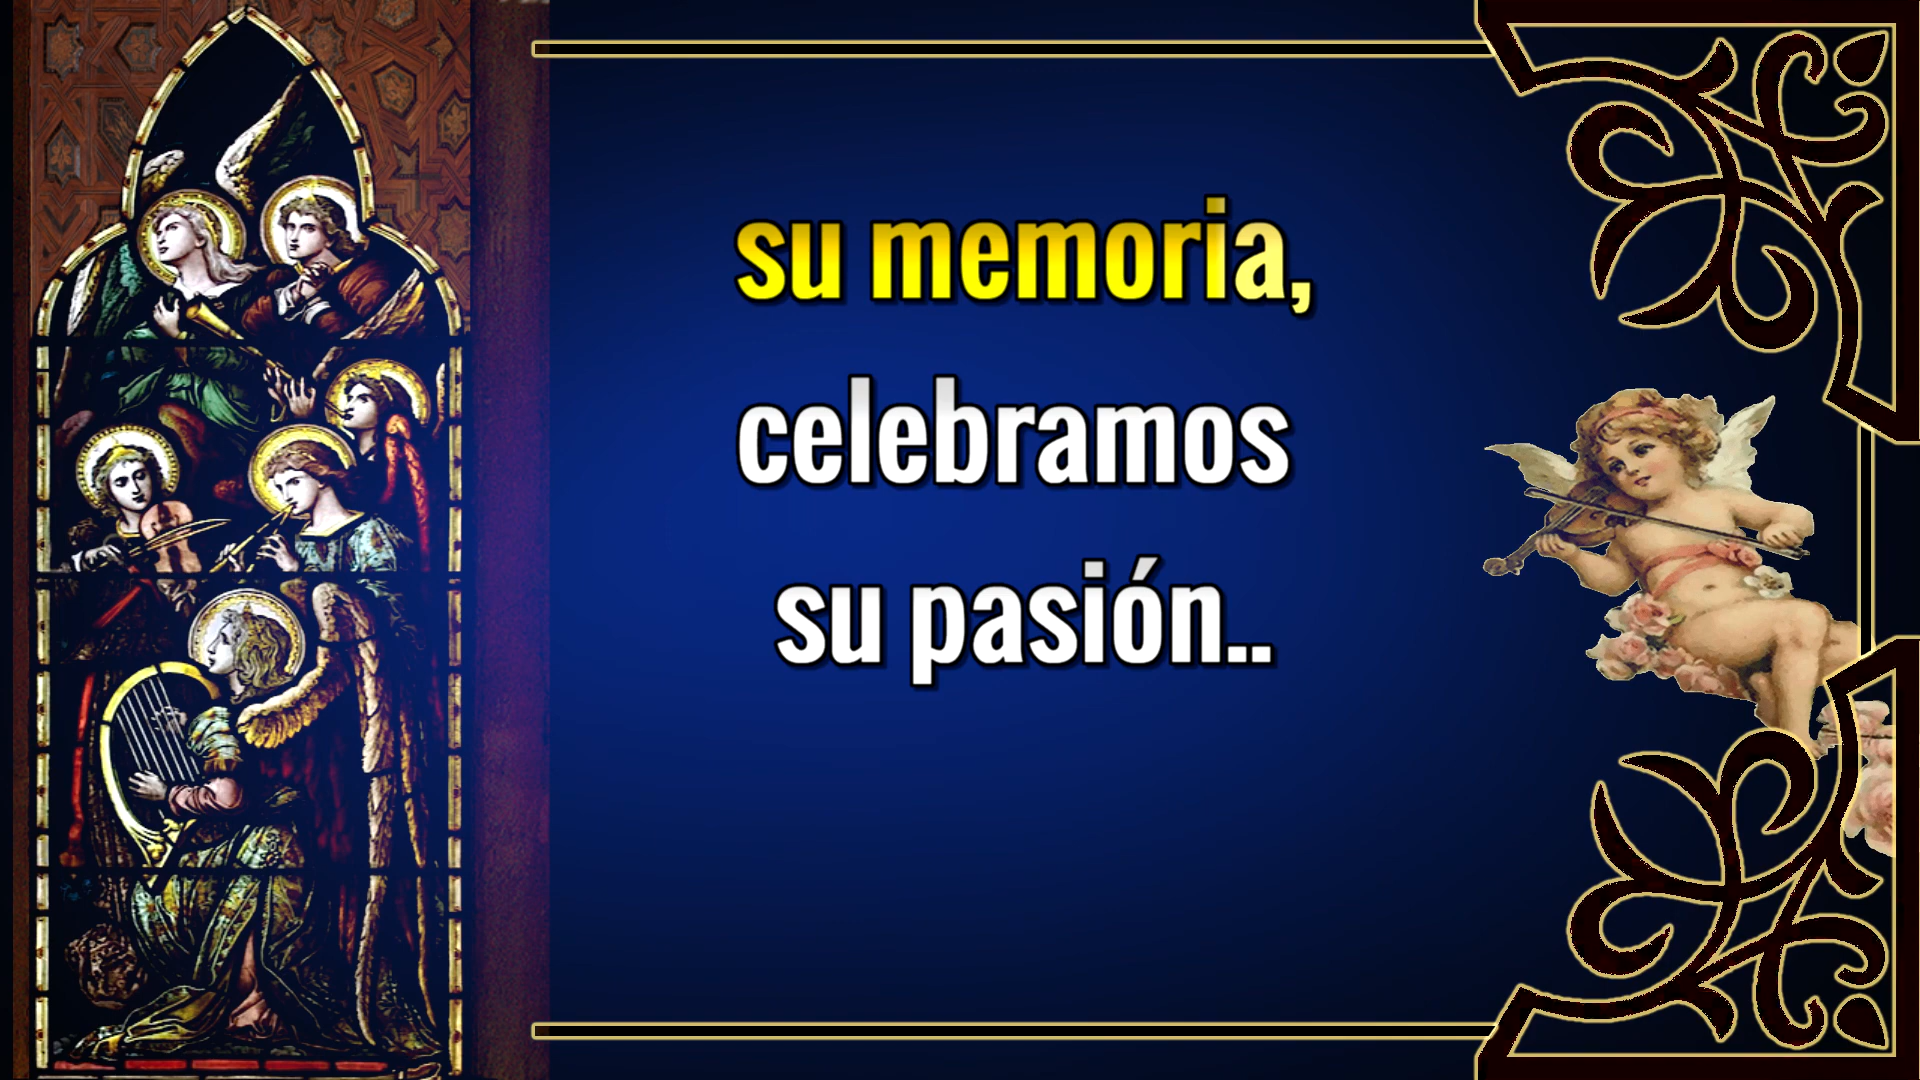 su memoria,
celebramos
su pasión..